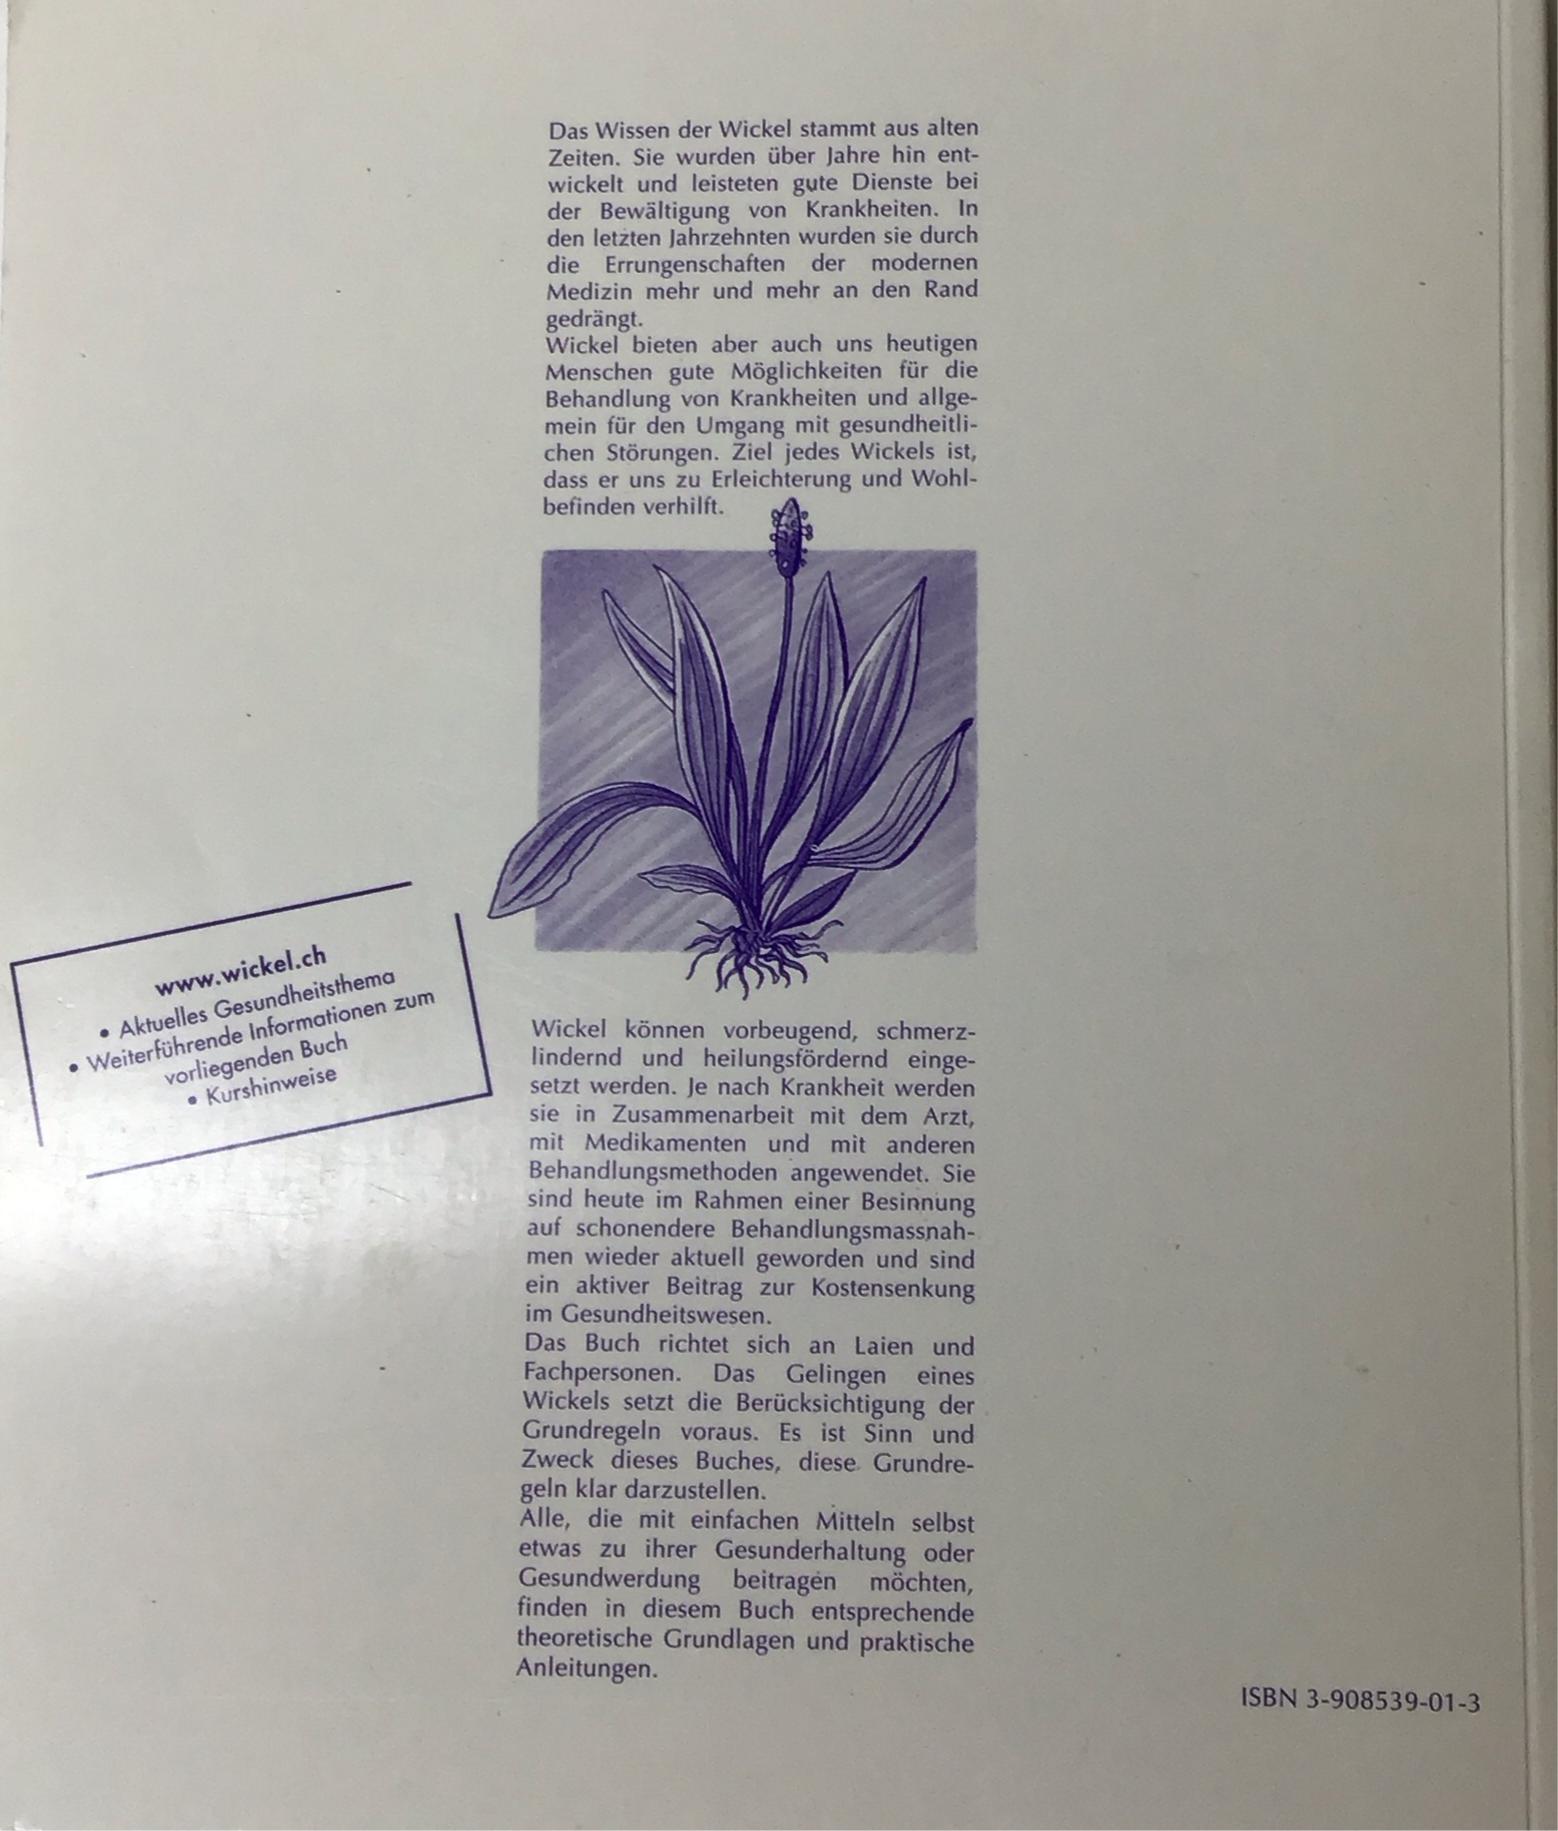 Das Wissen der Wickel stammt aus alten
Zeiten. Sie wurden über Jahre hin ent-
wickelt und leisteten gute Dienste bei
der Bewältigung von Krankheiten. In
den letzten Jahrzehnten wurden sie durch
die Errungenschaften der modernen
Medizin mehr und mehr an den Rand
gedrängt.
Wickel bieten aber auch uns heutigen
Menschen gute Möglichkeiten für die
Behandlung von Krankheiten und allge-
mein für den Umgang mit gesundheitli-
chen Störungen. Ziel jedes Wickels ist,
dass er uns zu Erleichterung und Wohl-
befinden verhilft.
www.wickel.ch
• Aktuelles Gesundheitsthema
• Weiterführende Informationen zum
vorliegenden Buch
• Kurshinweise
Wickel können vorbeugend, schmerz-
lindernd und heilungsfördernd einge-
setzt werden. Je nach Krankheit werden
sie in Zusammenarbeit mit dem Arzt,
mit Medikamenten und mit anderen
Behandlungsmethoden angewendet. Sie
sind heute im Rahmen einer Besinnung
auf schonendere Behandlungsmassnah-
men wieder aktuell geworden und sind
ein aktiver Beitrag zur Kostensenkung
im Gesundheitswesen.
Das Buch richtet sich an Laien und
Fachpersonen. Das Gelingen eines
Wickels setzt die Berücksichtigung der
Grundregeln voraus. Es ist Sinn und
Zweck dieses Buches, diese Grundre-
geln klar darzustellen.
Alle, die mit einfachen Mitteln selbst
etwas zu ihrer Gesunderhaltung oder
Gesundwerdung beitragen möchten,
finden in diesem Buch entsprechende
theoretische Grundlagen und praktische
Anleitungen.
ISBN 3-908539-01-3